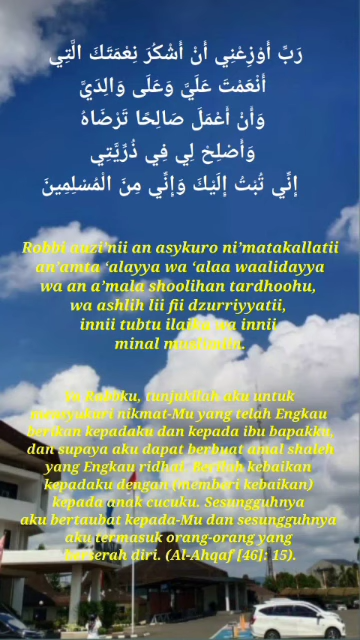 رَبِّ أَوْزِعْنِي أَنْ أَشْكُرَ نِعْمَتَكَ الَّتِي
أَنْعَمْتَ عَلَيَّ وَعَلَى وَالِدَيَّ
وَأَنْ أَعْمَلَ صَالِحًا تَرْضَاهُ
وَأَصْلِحْ لِي فِي ذُرِّيَّتِي
إِنِّي تُبْتُ إِلَيْكَ وَإِنِّي مِنَ الْمُسْلِمِينَ
Robbi auzi'nii an asykuro ni'matakallatii
an'amta 'alayya wa 'alaa waalidayya
wa an a'mala shoolihan tardhoohu,
wa ashlih lii fii dzurriyyatii,
innii tubtu ilaika wa innii
minal muslimiin.
Ya Robbku, tunjukilah aku untuk
mensyukuri nikmat-Mu yang telah Engkau
berikan kepadaku dan kepada ibu bapakku,
dan supaya aku dapat berbuat amal shaleh
yang Engkau ridhai. Berilah kebaikan
kepadaku dengan (memberi kebaikan)
kepada anak cucuku. Sesungguhnya
aku bertaubat kepada-Mu dan sesungguhnya
aku termasuk orang-orang yang
berserah diri. (Al-Ahqaf [46]: 15).